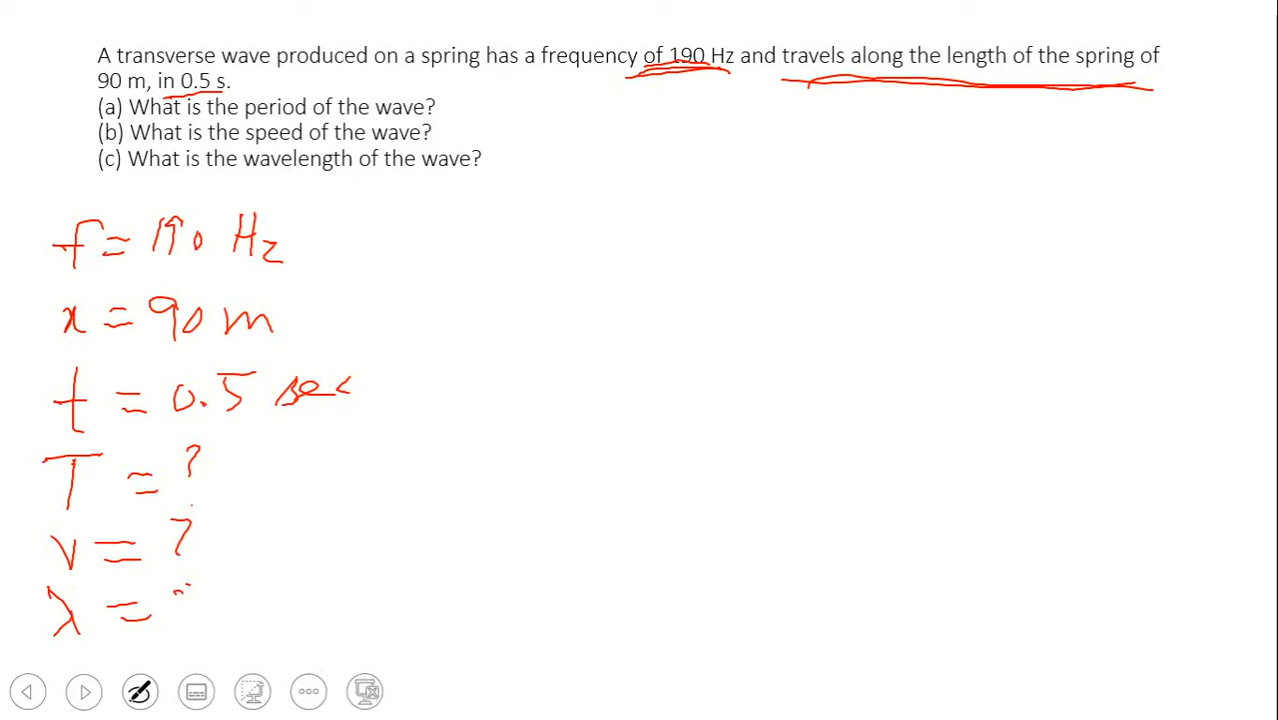 A transverse wave produced on a spring has a frequency of 190 Hz and travels along the length of the spring of
90 m, in 0.5 s.
(a) What is the period of the wave?
(b) What is the speed of the wave?
(c) What is the wavelength of the wave?
f = 190 Hz
x = 90 m
t = 0.5 sec
T = ?
v = ?
λ =